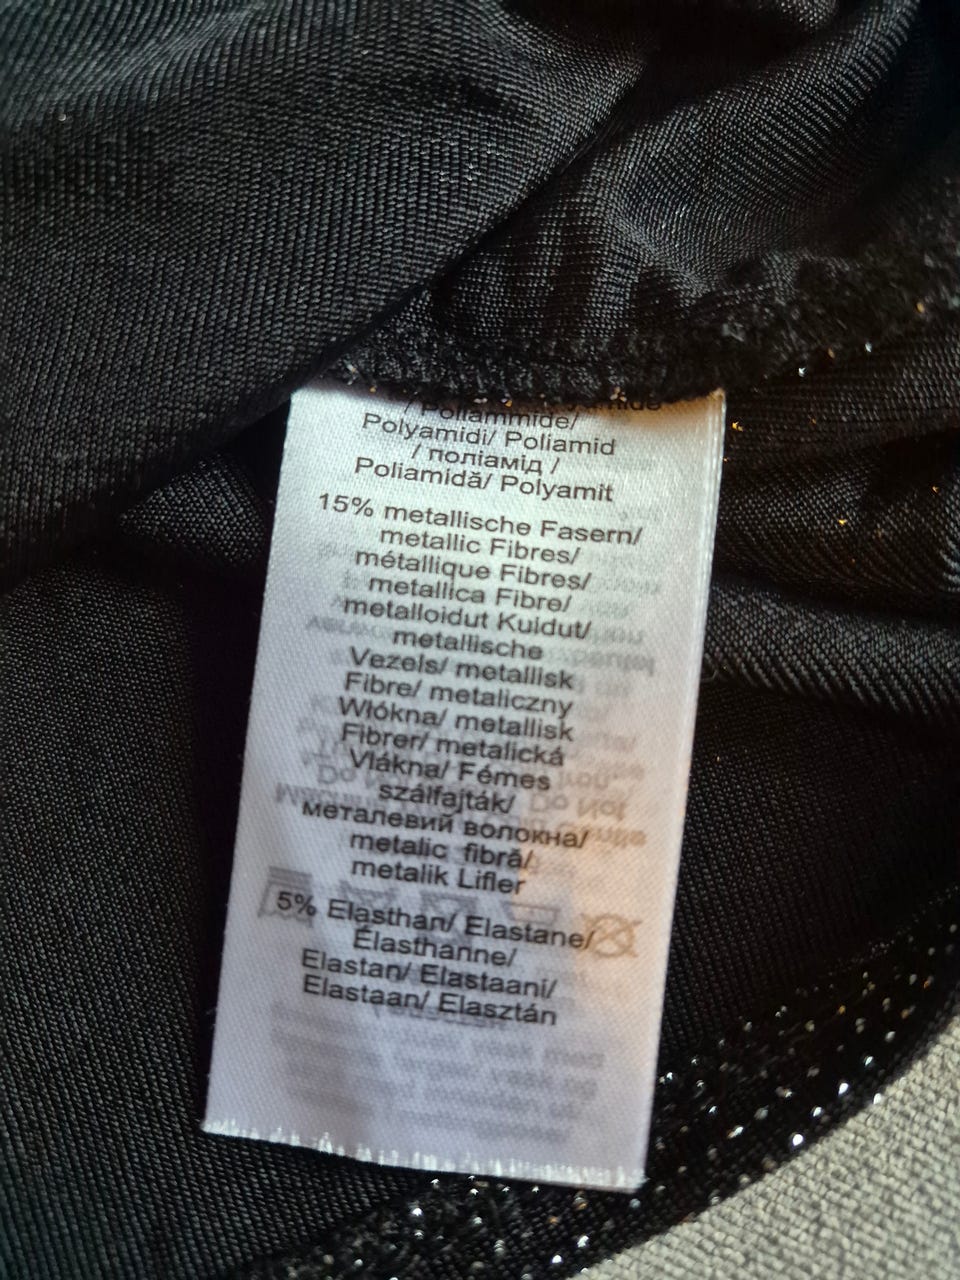 / Poliammide/
Polyamidi/ Poliamid
/ поліамід /
Poliamidă/ Polyamit
15% metallische Fasern/
metallic Fibres/
métallique Fibres/
metallica Fibre/
metalloidut Kuidut/
metallische
Vezels/ metallisk
Fibre/ metaliczny
Włókna/ metallisk
Fibrer/ metalická
Vlákna/ Fémes
szálfajták/
металевий волокна/
metalic fibră/
metalik Lifler
5% Elasthan/ Elastane/
Élasthanne/
Elastan/ Elastaani/
Elastaan/ Elasztán